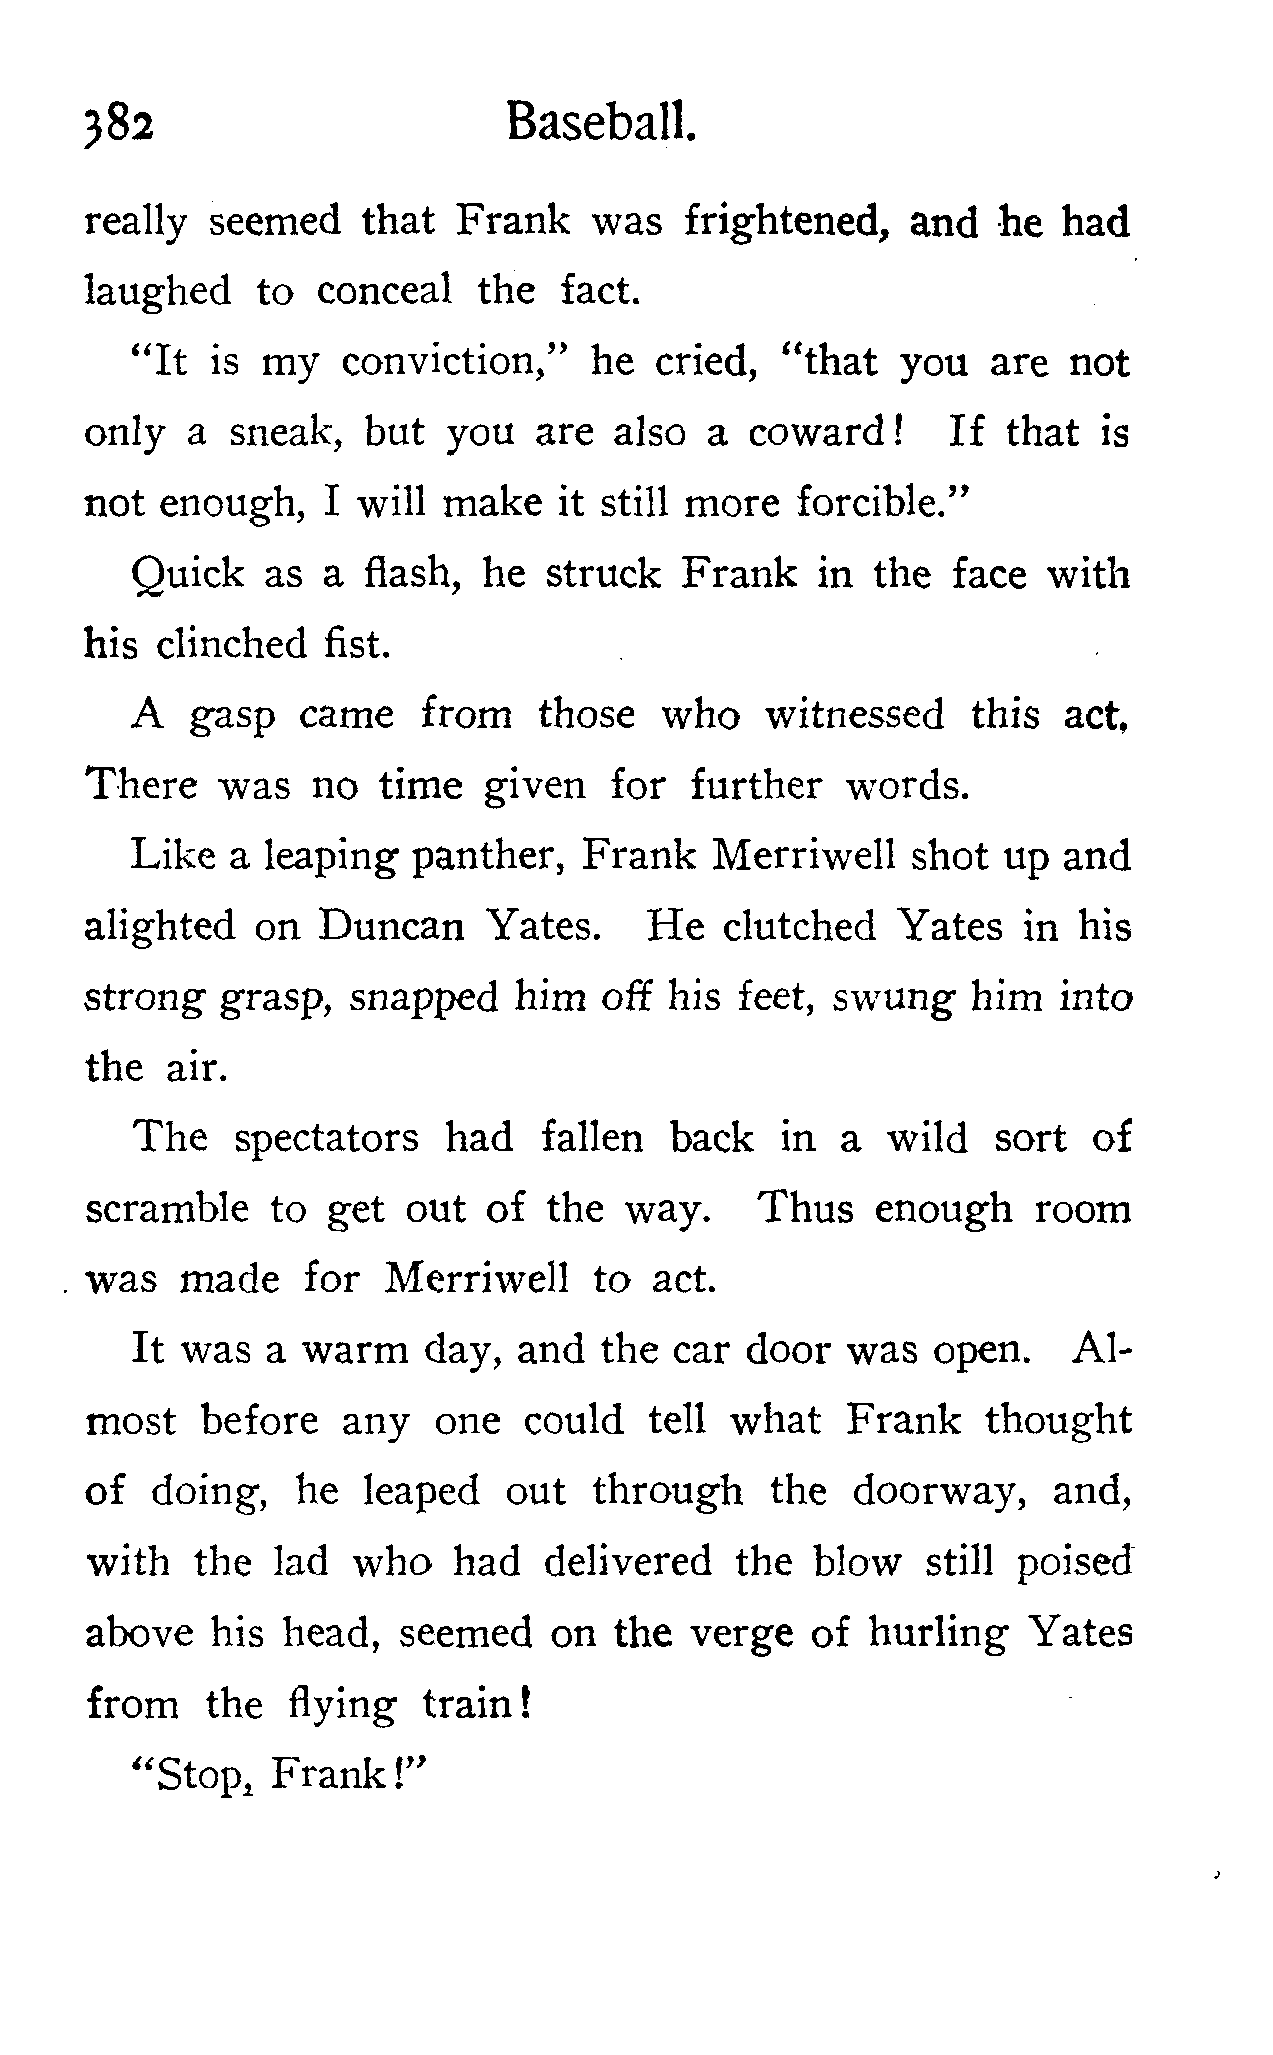 382 Baseball.
really seemed that Frank was frightened, and he had
laughed to conceal the fact.
“It is my conviction,” he cried, “that you are not
only a sneak, but you are also a coward! If that is
not enough, I will make it still more forcible.”
Quick as a flash, he struck Frank in the face with
his clinched fist.
A gasp came from those who witnessed this act,
There was no time given for further words.
Like a leaping panther, Frank Merriwell shot up and
alighted on Duncan Yates. He clutched Yates in his
strong grasp, snapped him off his feet, swung him into
the air.
The spectators had fallen back in a wild sort of
scramble to get out of the way. Thus enough room
was made for Merriwell to act.
It was a warm day, and the car door was open. Al-
most before any one could tell what Frank thought
of doing, he leaped out through the doorway, and,
with the lad who had delivered the blow still poised
above his head, seemed on the verge of hurling Yates
from the flying train!
“Stop, Frank!”